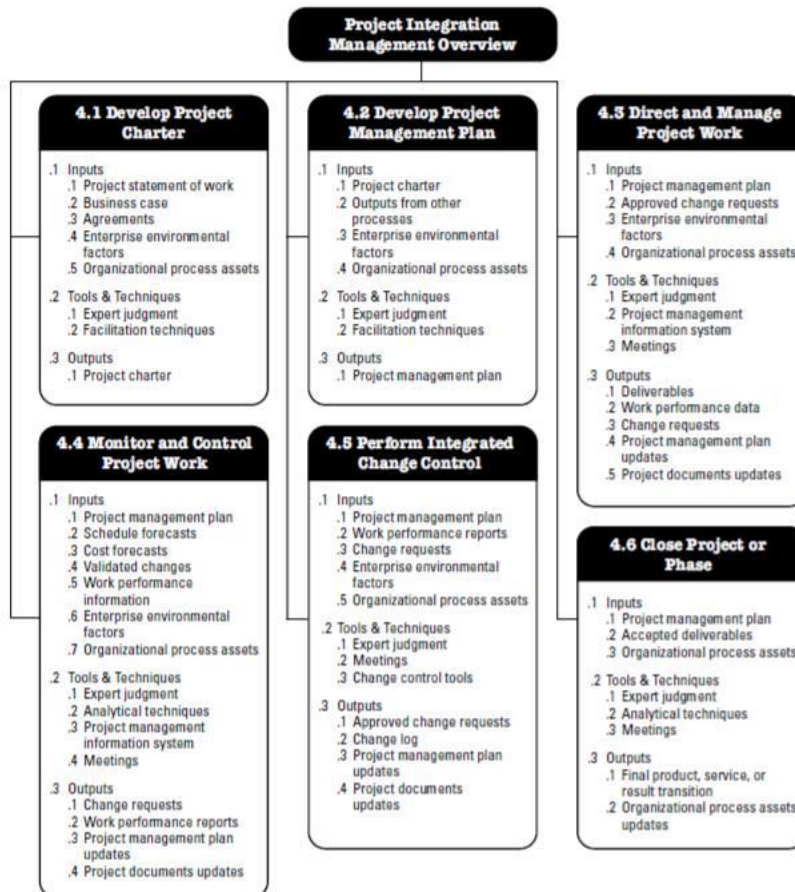 Project Integration
Management Overview
4.1 Develop Project
Charter
.1 Inputs
.1 Project statement of work
.2 Business case
.3 Agreements
.4 Enterprise environmental
factors
.5 Organizational process assets
.2 Tools & Techniques
.1 Expert judgment
.2 Facilitation techniques
.3 Outputs
.1 Project charter
4.2 Develop Project
Management Plan
.1 Inputs
.1 Project charter
.2 Outputs from other
processes
.3 Enterprise environmental
factors
.4 Organizational process assets
.2 Tools & Techniques
.1 Expert judgment
.2 Facilitation techniques
.3 Outputs
.1 Project management plan
4.3 Direct and Manage
Project Work
.1 Inputs
.1 Project management plan
.2 Approved change requests
.3 Enterprise environmental
factors
.4 Organizational process assets
.2 Tools & Techniques
.1 Expert judgment
.2 Project management
information system
.3 Meetings
.3 Outputs
.1 Deliverables
.2 Work performance data
.3 Change requests
.4 Project management plan
updates
.5 Project documents updates
4.4 Monitor and Control
Project Work
.1 Inputs
.1 Project management plan
.2 Schedule forecasts
.3 Cost forecasts
.4 Validated changes
.5 Work performance
information
.6 Enterprise environmental
factors
.7 Organizational process assets
.2 Tools & Techniques
.1 Expert judgment
.2 Analytical techniques
.3 Project management
information system
.4 Meetings
.3 Outputs
.1 Change requests
.2 Work performance reports
.3 Project management plan
updates
.4 Project documents updates
4.5 Perform Integrated
Change Control
.1 Inputs
.1 Project management plan
.2 Work performance reports
.3 Change requests
.4 Enterprise environmental
factors
.5 Organizational process assets
.2 Tools & Techniques
.1 Expert judgment
.2 Meetings
.3 Change control tools
.3 Outputs
.1 Approved change requests
.2 Change log
.3 Project management plan
updates
.4 Project documents
updates
4.6 Close Project or
Phase
.1 Inputs
.1 Project management plan
.2 Accepted deliverables
.3 Organizational process assets
.2 Tools & Techniques
.1 Expert judgment
.2 Analytical techniques
.3 Meetings
.3 Outputs
.1 Final product, service, or
result transition
.2 Organizational process assets
updates